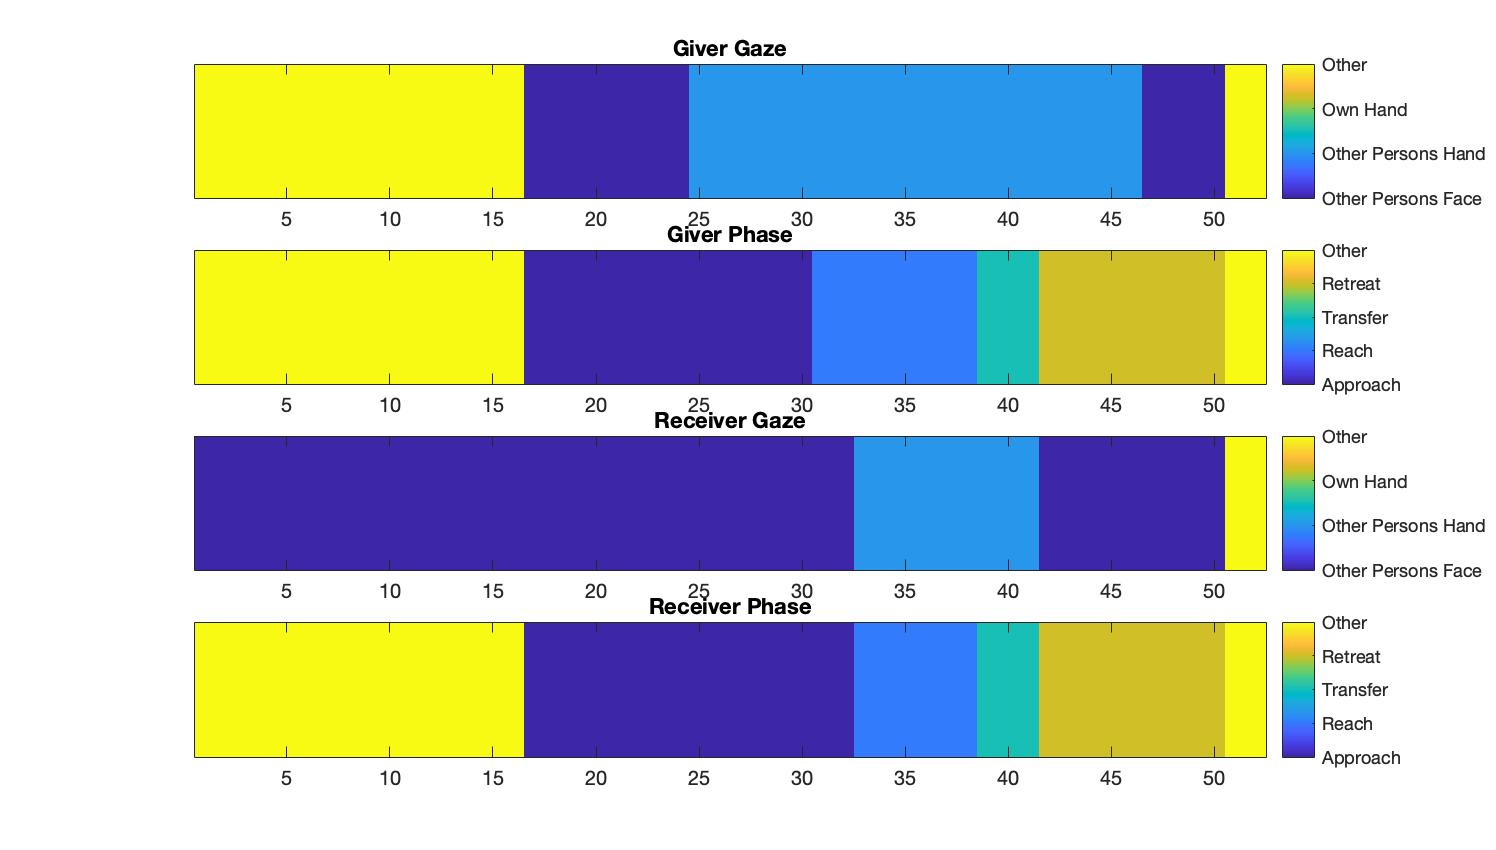 Giver Gaze
Other
Own Hand
Other Persons Hand
Other Persons Face
5 10 15 20 25 30 35 40 45 50
Giver Phase
Other
Retreat
Transfer
Reach
Approach
5 10 15 20 25 30 35 40 45 50
Receiver Gaze
Other
Own Hand
Other Persons Hand
Other Persons Face
5 10 15 20 25 30 35 40 45 50
Receiver Phase
Other
Retreat
Transfer
Reach
Approach
5 10 15 20 25 30 35 40 45 50